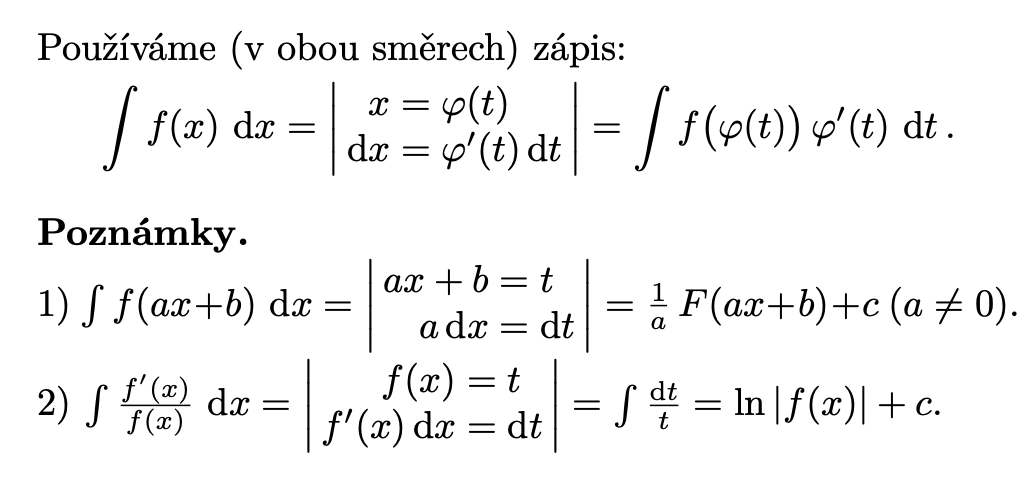 Používáme (v obou směrech) zápis:
∫ f(x) dx = | x = φ(t) dx = φ′(t) dt | = ∫ f(φ(t)) φ′(t) dt .
Poznámky.
1) ∫ f(ax+b) dx = | ax + b = t a dx = dt | = 1/a F(ax+b)+c (a ≠ 0).
2) ∫ f′(x)/f(x) dx = | f(x) = t f′(x) dx = dt | = ∫ dt/t = ln |f(x)| + c.